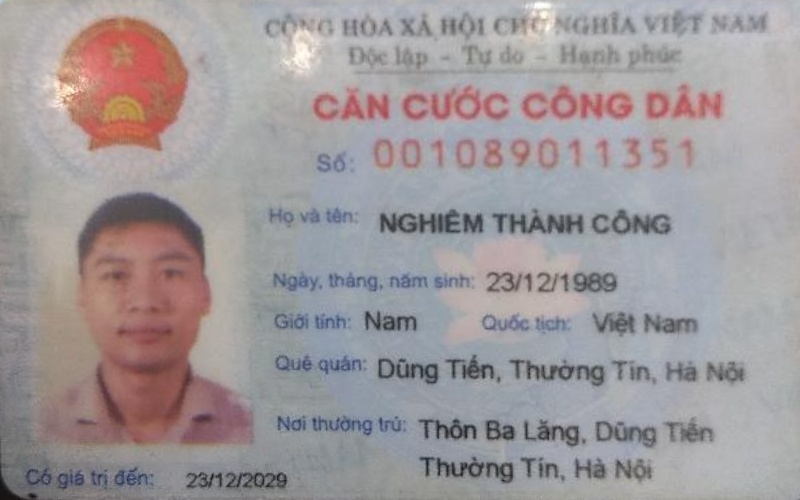 CỘNG HÒA XÃ HỘI CHỦ NGHĨA VIỆT NAM
Độc lập - Tự do - Hạnh phúc
CĂN CƯỚC CÔNG DÂN
Số: 001089011351
Họ và tên: NGHIÊM THÀNH CÔNG
Ngày, tháng, năm sinh: 23/12/1989
Giới tính: Nam Quốc tịch: Việt Nam
Quê quán: Dũng Tiến, Thường Tín, Hà Nội
Nơi thường trú: Thôn Ba Lăng, Dũng Tiến
Thường Tín, Hà Nội
Có giá trị đến: 23/12/2029